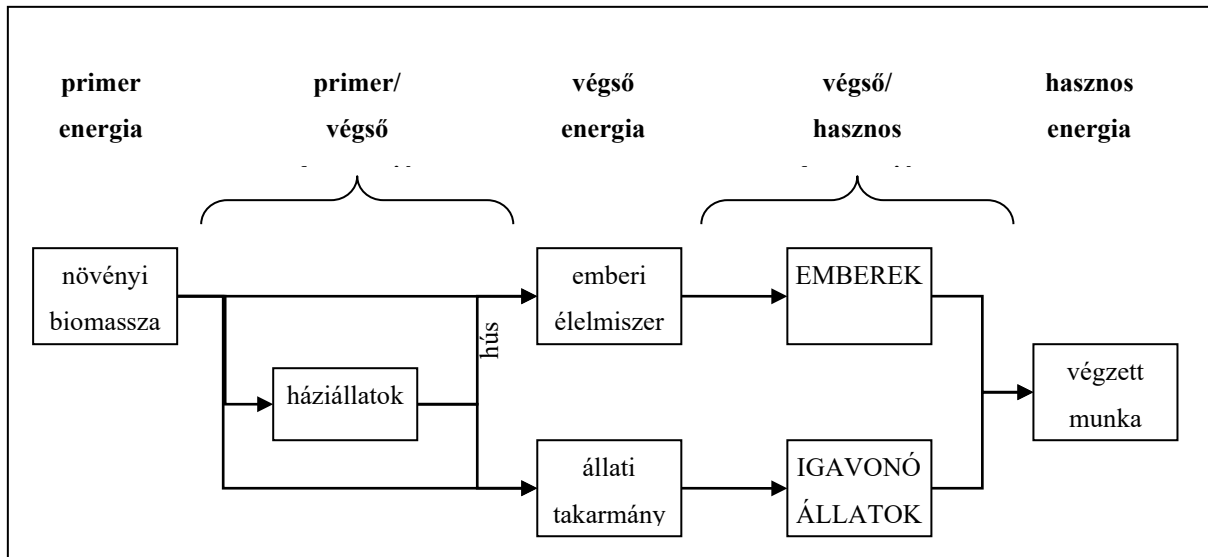 primer
energia
primer/
végső
végső
energia
végső/
hasznos
hasznos
energia
növényi
biomassza
háziállatok
hús
emberi
élelmiszer
állati
takarmány
EMBEREK
IGAVONÓ
ÁLLATOK
végzett
munka